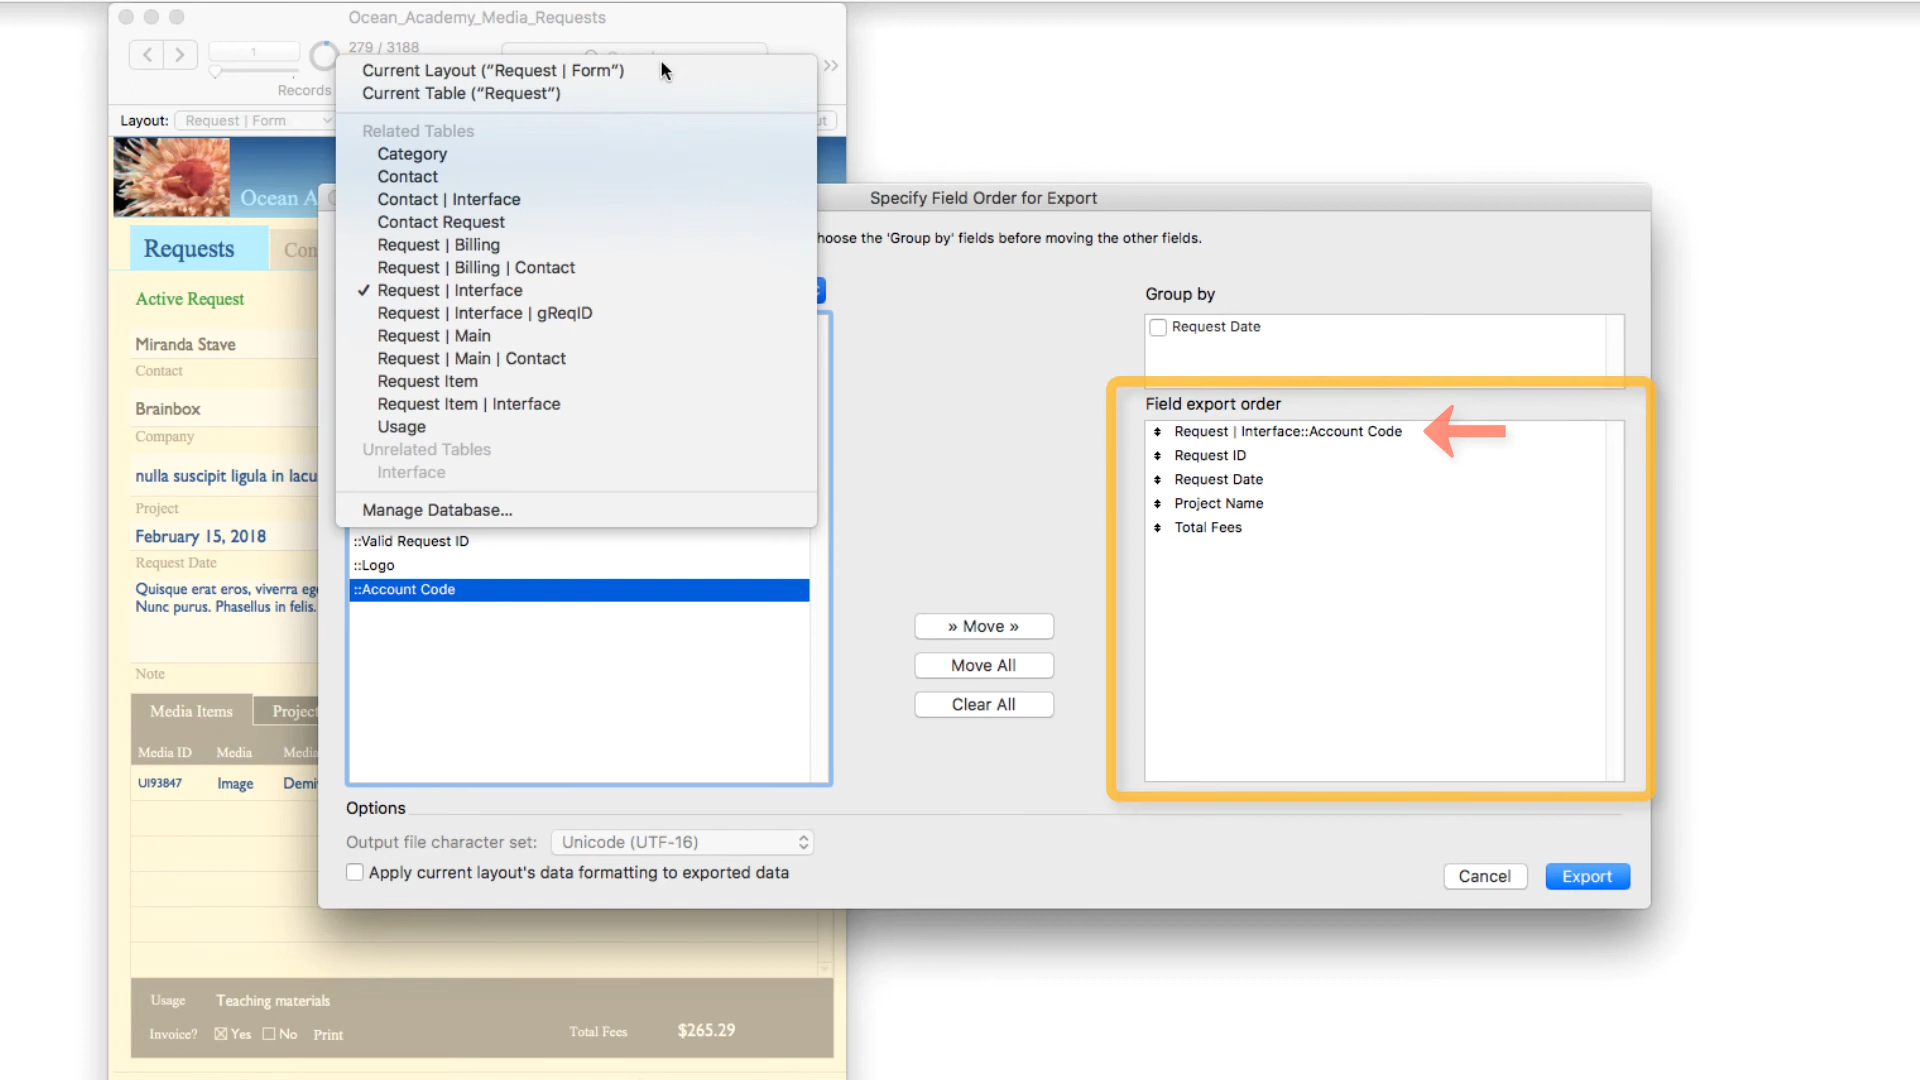 Ocean_Academy_Media_Requests
1
279 / 3188
Records
Layout:
Request | Form
Current Layout (“Request | Form”)
Current Table (“Request”)
Related Tables
Category
Contact
Contact | Interface
Contact Request
Request | Billing
Request | Billing | Contact
✓ Request | Interface
Request | Interface | gReqID
Request | Main
Request | Main | Contact
Request Item
Request Item | Interface
Usage
Unrelated Tables
Interface
Manage Database...
Ocean A
Requests
Con
Active Request
Miranda Stave
Contact
Brainbox
Company
nulla suscipit ligula in lacu
Project
February 15, 2018
Request Date
Quisque erat eros, viverra ege
Nunc purus. Phasellus in felis.
Note
Media Items
Project
Media ID Media Media
UI93847 Image Demi
Usage Teaching materials
Invoice? Yes No Print
Total Fees $265.29
Specify Field Order for Export
hoose the 'Group by' fields before moving the other fields.
::Valid Request ID
::Logo
::Account Code
» Move »
Move All
Clear All
Group by
Request Date
Field export order
Request | Interface::Account Code
Request ID
Request Date
Project Name
Total Fees
Options
Output file character set: Unicode (UTF-16)
Apply current layout's data formatting to exported data
Cancel
Export